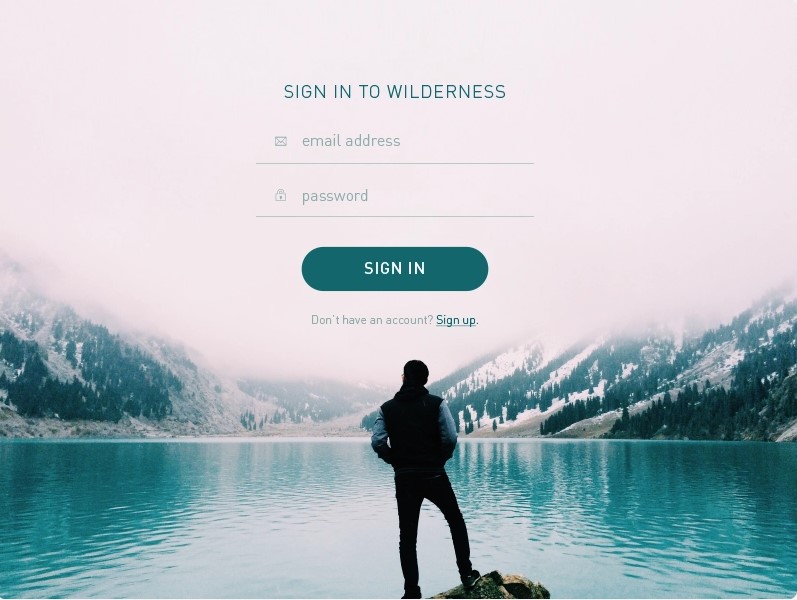 SIGN IN TO WILDERNESS
email address
password
SIGN IN
Don't have an account? Sign up.